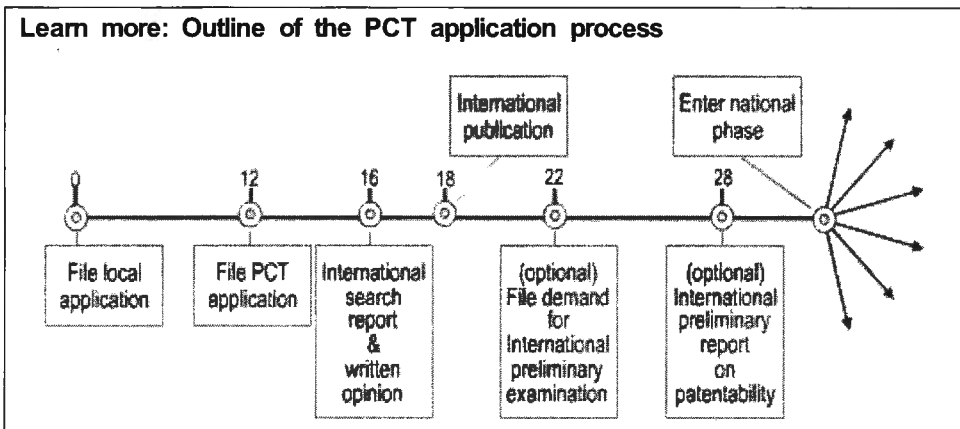 Learn more: Outline of the PCT application process
International
publication
Enter national
phase
0
12
16
18
22
28
File local
application
File PCT
application
International
search
report
&
written
opinion
(optional)
File demand
for
International
preliminary
examination
(optional)
International
preliminary
report
on
patentability